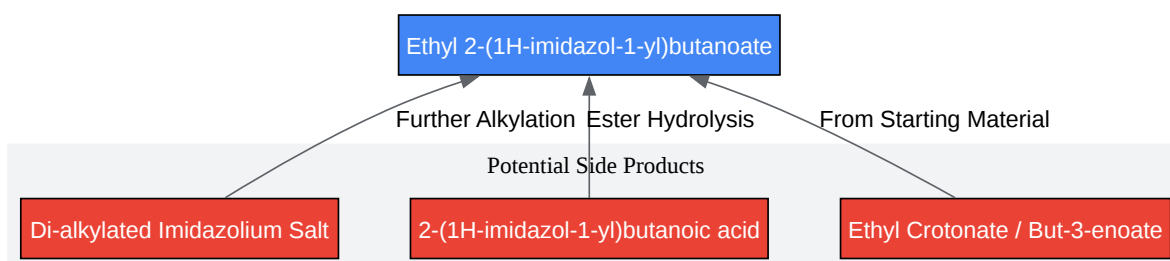 Ethyl 2-(1H-imidazol-1-yl)butanoate
Further Alkylation
Ester Hydrolysis
From Starting Material
Potential Side Products
Di-alkylated Imidazolium Salt
2-(1H-imidazol-1-yl)butanoic acid
Ethyl Crotonate / But-3-enoate